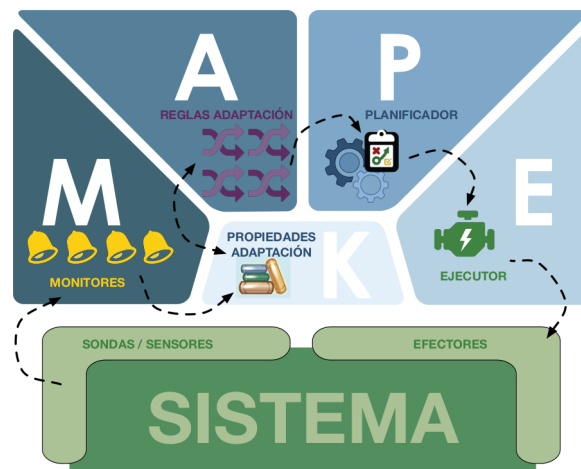 A
P
REGLAS ADAPTACIÓN
PLANIFICADOR
M
E
PROPIEDADES
ADAPTACIÓN
K
MONITORES
EJECUTOR
SONDAS / SENSORES
EFECTORES
SISTEMA